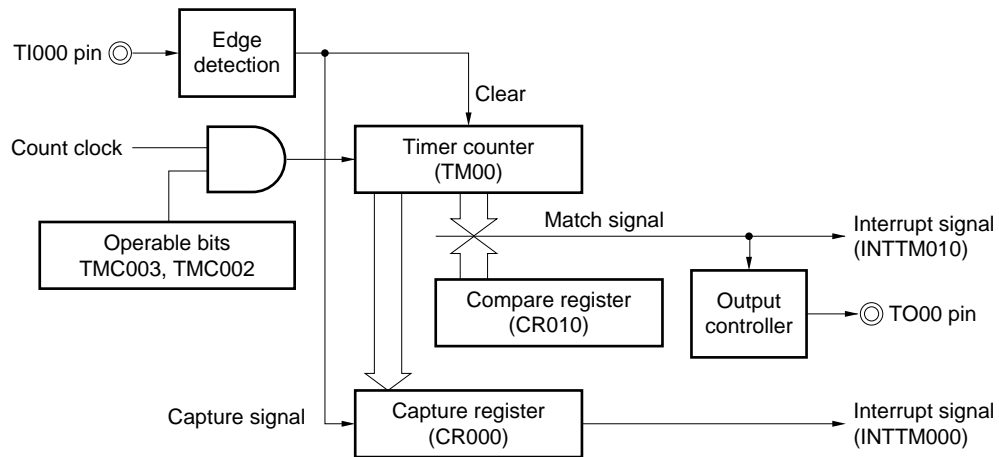 TI000 pin
Edge
detection
Clear
Count clock
Timer counter
(TM00)
Operable bits
TMC003, TMC002
Match signal
Interrupt signal
(INTTM010)
Compare register
(CR010)
Output
controller
TO00 pin
Capture signal
Capture register
(CR000)
Interrupt signal
(INTTM000)